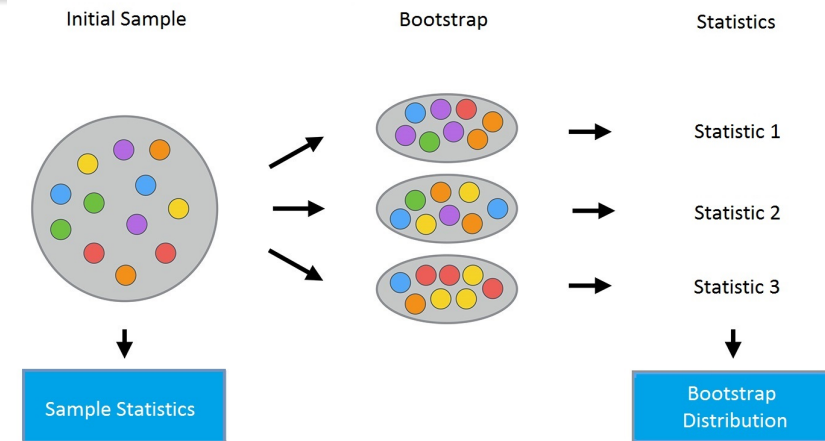 Initial Sample
Bootstrap
Statistics
Statistic 1
Statistic 2
Statistic 3
Sample Statistics
Bootstrap
Distribution